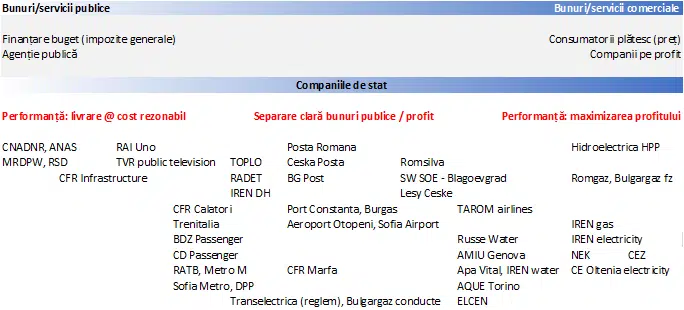 Bunuri/servicii publice Bunuri/servicii comerciale
Finanțare buget (impozite generale) Consumatorii plătesc (preț)
Agenție publică Companii pe profit
Companiile de stat
Performanță: livrare @ cost rezonabil Separare clară bunuri publice / profit Performanță: maximizarea profitului
CNADNR, ANAS RAI Uno Posta Romana Hidroelectrica HPP
MRDPW, RSD TVR public television TOPLO Ceska Posta Romsilva
CFR Infrastructure RADET BG Post SW SOE - Blagoevgrad Romgaz, Bulgargaz fz
IREN DH Lesy Ceske
CFR Calatori Port Constanta, Burgas TAROM airlines
Trenitalia Aeroport Otopeni, Sofia Airport IREN gas
BDZ Passenger Russe Water IREN electricity
CD Passenger AMIU Genova NEK CEZ
RATB, Metro M CFR Marfa Apa Vital, IREN water CE Oltenia electricity
Sofia Metro, DPP AQUE Torino
Transelectrica (reglem), Bulgargaz conducte ELCEN